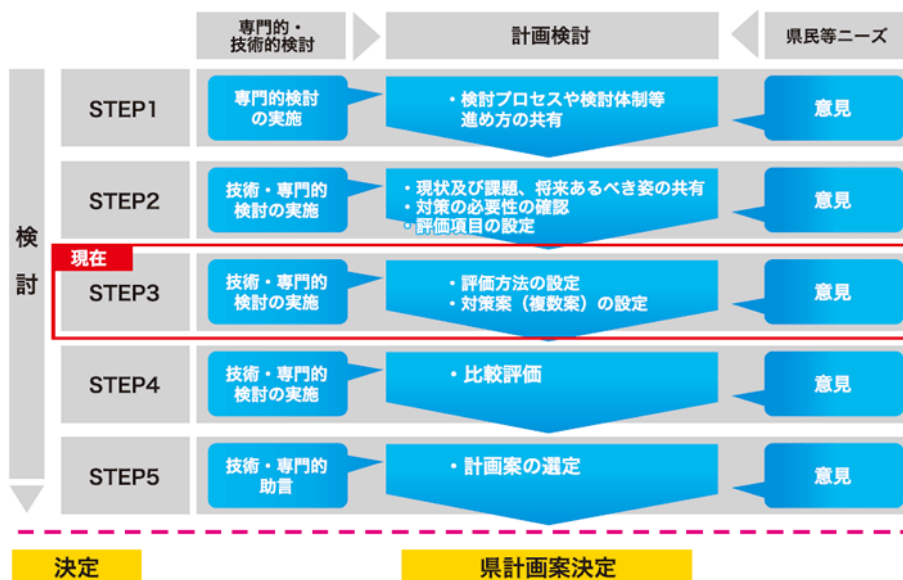 専門的・
技術的検討
計画検討
県民等ニーズ
検討
STEP1
専門的検討
の実施
・検討プロセスや検討体制等
進め方の共有
意見
STEP2
技術・専門的
検討の実施
・現状及び課題、将来あるべき姿の共有
・対策の必要性の確認
・評価項目の設定
意見
現在
STEP3
技術・専門的
検討の実施
・評価方法の設定
・対策案（複数案）の設定
意見
STEP4
技術・専門的
検討の実施
・比較評価
意見
STEP5
技術・専門的
助言
・計画案の選定
意見
決定
県計画案決定